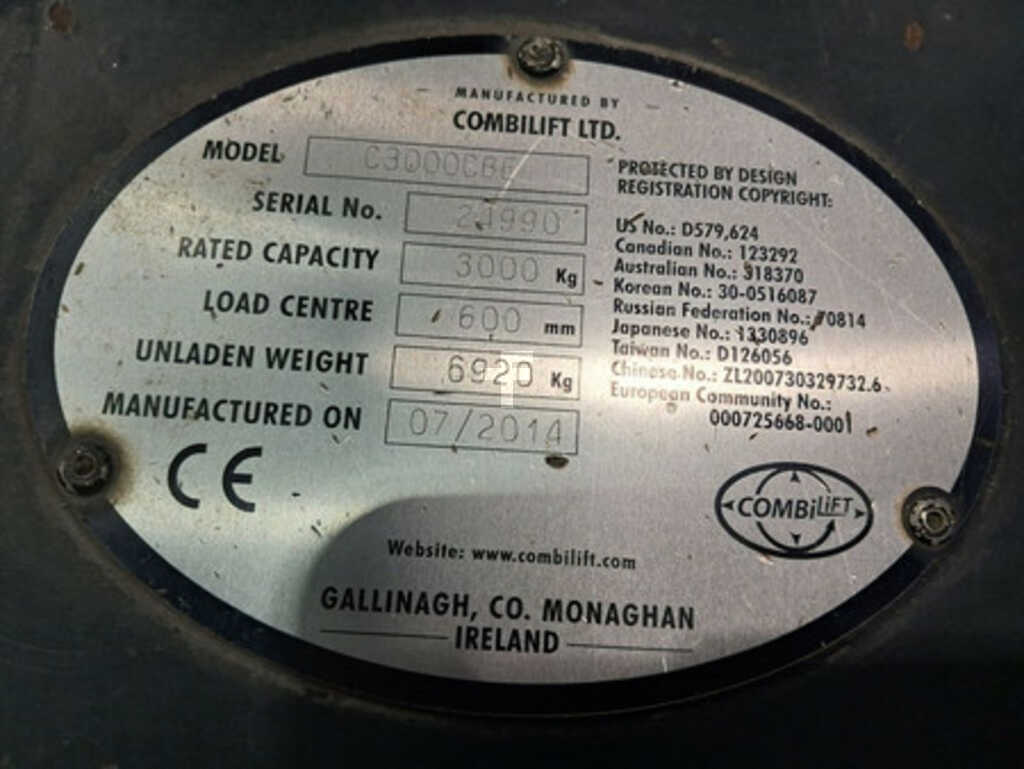 MANUFACTURED BY
COMBILIFT LTD.
MODEL
SERIAL No. 24990
RATED CAPACITY 3000 Kg
LOAD CENTRE 600 mm
UNLADEN WEIGHT 6920 Kg
MANUFACTURED ON 07/2014
CE
PROTECTED BY DESIGN
REGISTRATION COPYRIGHT:
US No.: D579,624
Canadian No.: 123292
Australian No.: 318370
Korean No.: 30-0516087
Russian Federation No.: 70814
Japanese No.: 1330896
Taiwan No.: D126056
Chinese No.: ZL200730329732.6
European Community No.:
000725668-0001
COMBiLiFT
Website: www.combilift.com
GALLINAGH, CO. MONAGHAN
IRELAND